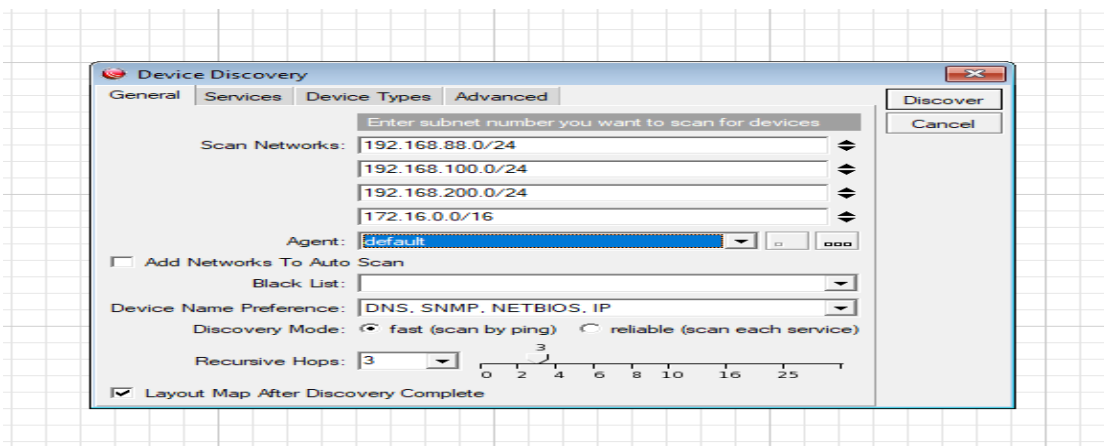 Device Discovery
General Services Device Types Advanced
Discover
Cancel
Enter subnet number you want to scan for devices
Scan Networks: 192.168.88.0/24
192.168.100.0/24
192.168.200.0/24
172.16.0.0/16
Agent: default
Add Networks To Auto Scan
Black List:
Device Name Preference: DNS, SNMP, NETBIOS, IP
Discovery Mode: fast (scan by ping) reliable (scan each service)
3
Recursive Hops: 3
0 2 4 6 8 10 16 25
Layout Map After Discovery Complete